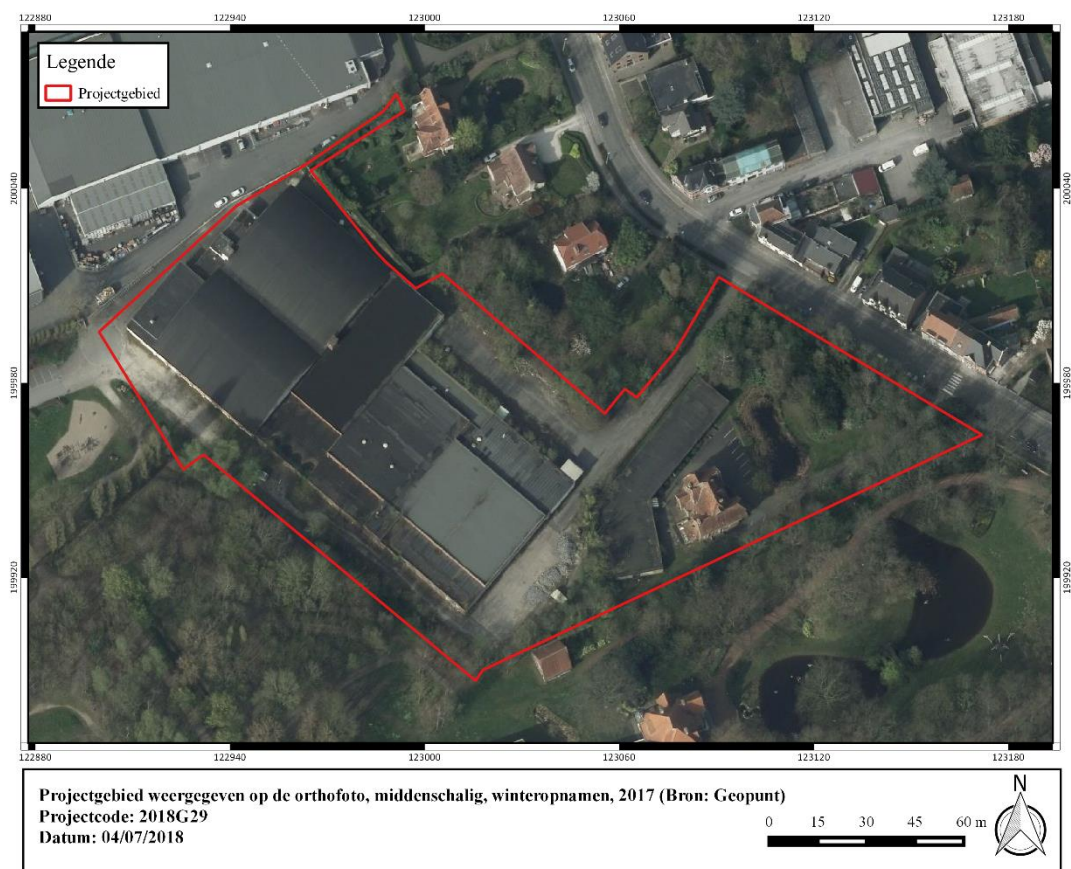 122880 122940 123000 123060 123120 123180
Legende
Projectgebied
200040 200040
199980 199980
199920 199920
122880 122940 123000 123060 123120 123180
Projectgebied weergegeven op de orthofoto, middenschalig, winteropnamen, 2017 (Bron: Geopunt)
Projectcode: 2018G29
Datum: 04/07/2018
0 15 30 45 60 m
N